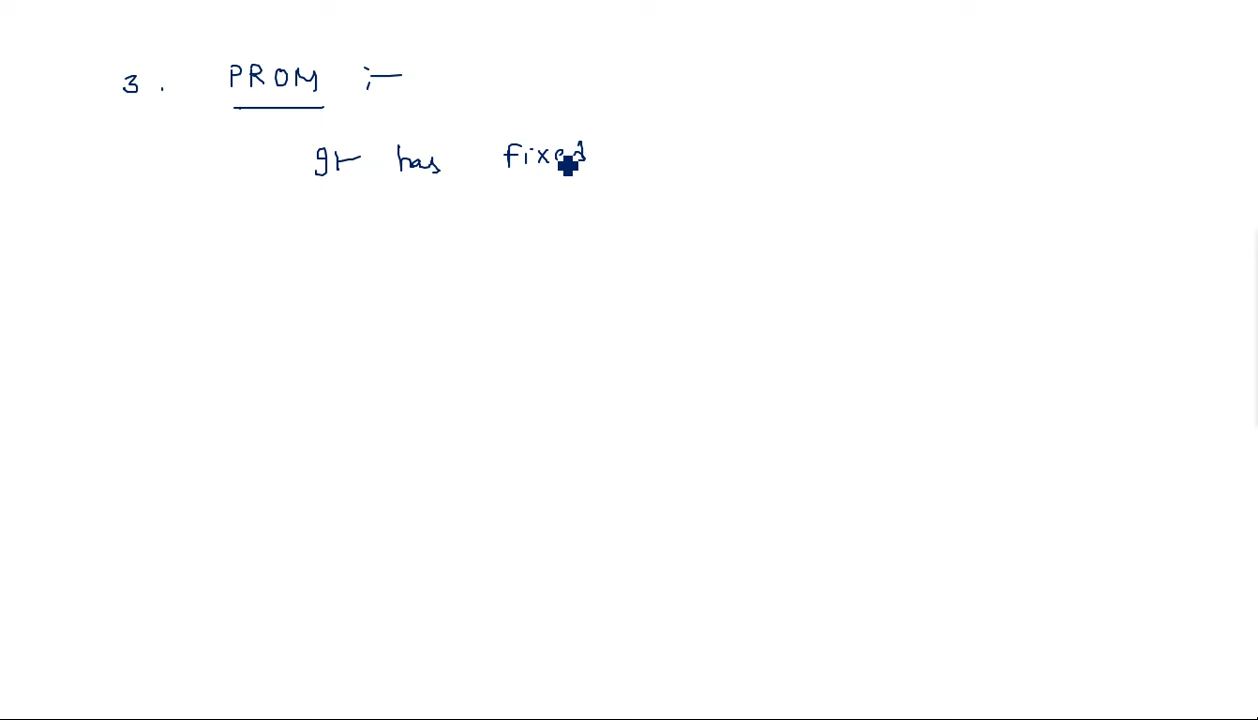 3. PROM :-
It has fixed